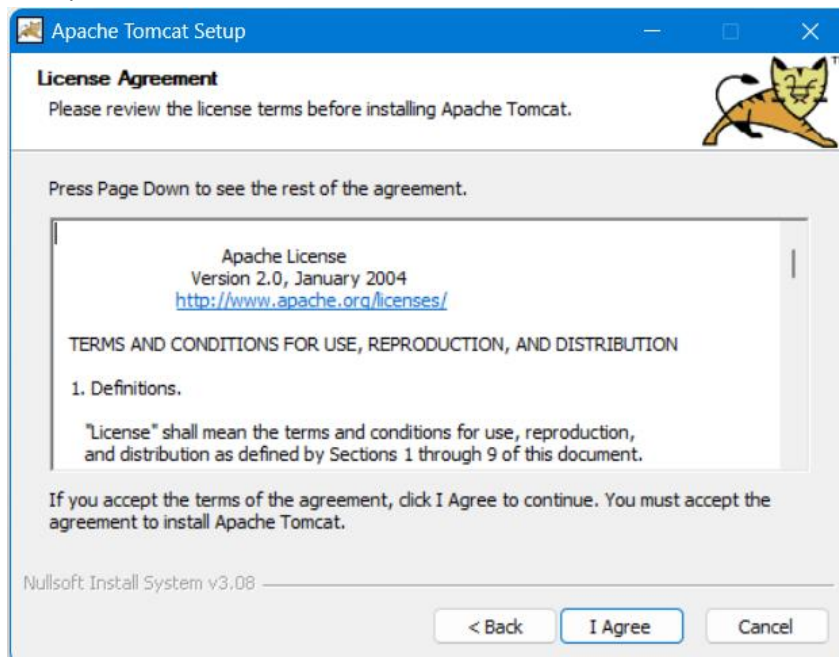 Apache Tomcat Setup
License Agreement
Please review the license terms before installing Apache Tomcat.
TM
Press Page Down to see the rest of the agreement.
Apache License
Version 2.0, January 2004
http://www.apache.org/licenses/
TERMS AND CONDITIONS FOR USE, REPRODUCTION, AND DISTRIBUTION
1. Definitions.
"License" shall mean the terms and conditions for use, reproduction,
and distribution as defined by Sections 1 through 9 of this document.
If you accept the terms of the agreement, click I Agree to continue. You must accept the
agreement to install Apache Tomcat.
Nullsoft Install System v3.08
< Back I Agree Cancel